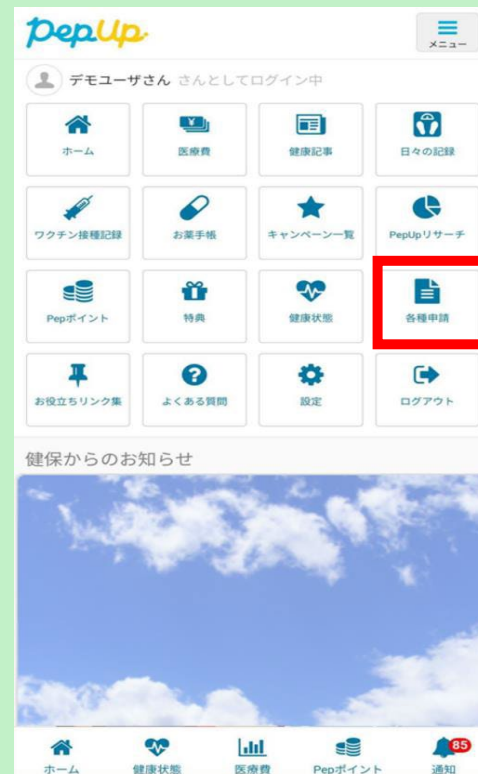 PepUp
メニュー
デモユーザさん さんとしてログイン中
ホーム
医療費
健康記事
日々の記録
ワクチン接種記録
お薬手帳
キャンペーン一覧
PepUpリサーチ
Pepポイント
特典
健康状態
各種申請
お役立ちリンク集
よくある質問
設定
ログアウト
健保からのお知らせ
85
ホーム
健康状態
医療費
Pepポイント
通知